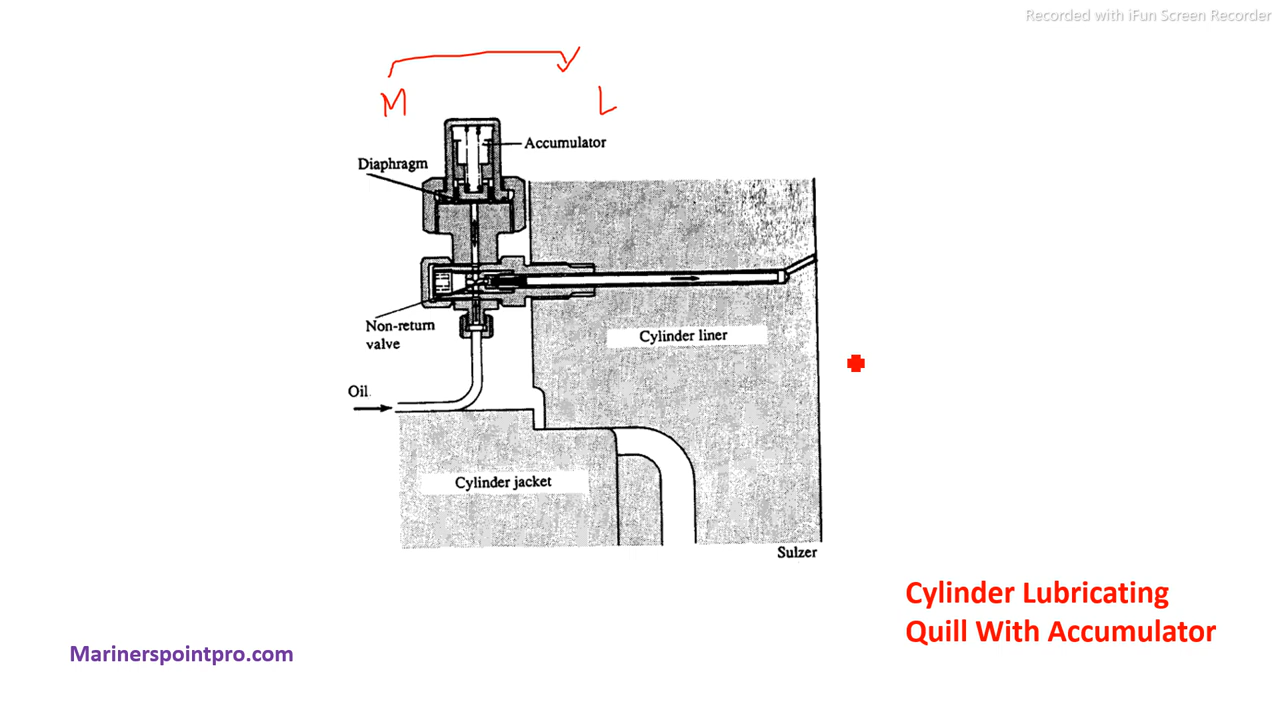 Recorded with iFun Screen Recorder
M L
Accumulator
Diaphragm
Non-return
valve
Cylinder liner
Oil
Cylinder jacket
Sulzer
Cylinder Lubricating
Quill With Accumulator
Marinerspointpro.com